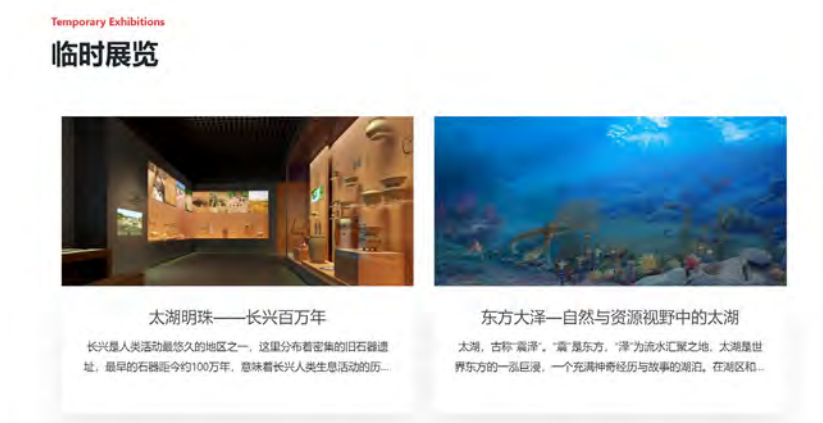 Temporary Exhibitions
临时展览
太湖明珠——长兴百万年
长兴是人类活动最悠久的地区之一，这里分布着密集的旧石器遗
址，最早的石器距今约100万年，意味着长兴人类生息活动的历...
东方大泽—自然与资源视野中的太湖
太湖，古称“震泽”。“震”是东方，“泽”为流水汇聚之地，太湖是世
界东方的一泓巨浸，一个充满神奇经历与故事的湖泊。在湖区和...